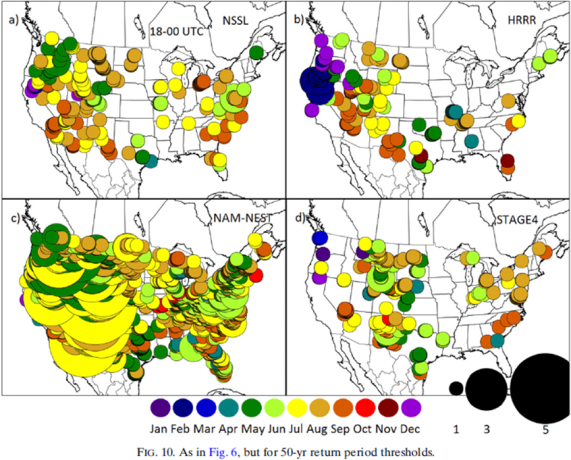 a) 18-00 UTC NSSL
b) HRRR
c) NAM-NEST
d) STAGE4
Jan Feb Mar Apr May Jun Jul Aug Sep Oct Nov Dec
1 3 5
FIG. 10. As in Fig. 6, but for 50-yr return period thresholds.